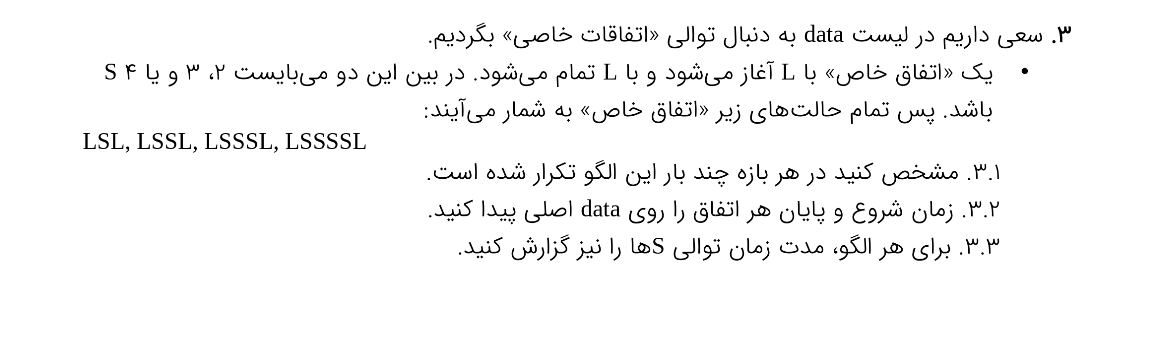 ۳. سعی داریم در لیست data به دنبال توالی «اتفاقات خاصی» بگردیم.
• یک «اتفاق خاص» با L آغاز می‌شود و با L تمام می‌شود. در بین این دو می‌بایست ۲، ۳ و یا ۴ S
باشد. پس تمام حالت‌های زیر «اتفاق خاص» به شمار می‌آیند:
LSL, LSSL, LSSSL, LSSSSL
۳.۱. مشخص کنید در هر بازه چند بار این الگو تکرار شده است.
۳.۲. زمان شروع و پایان هر اتفاق را روی data اصلی پیدا کنید.
۳.۳. برای هر الگو، مدت زمان توالی Sها را نیز گزارش کنید.